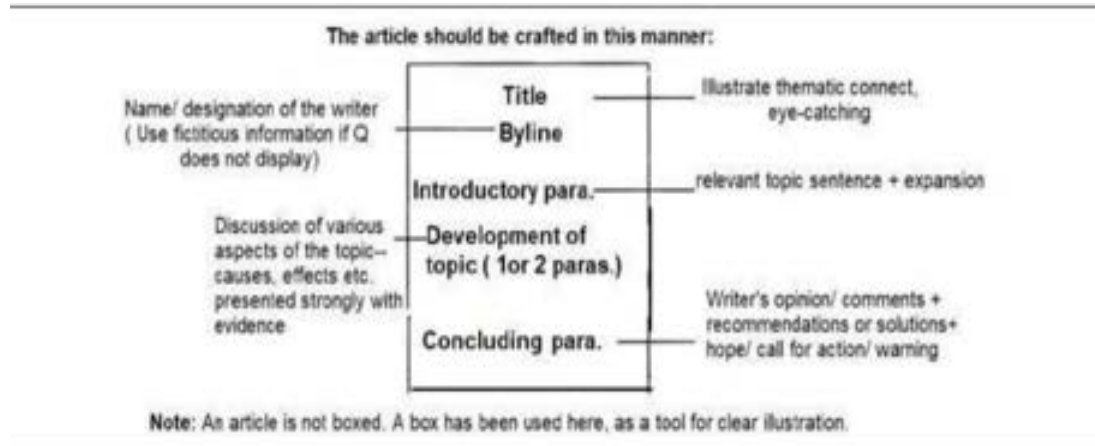 The article should be crafted in this manner:
Title
Illustrate thematic connect,
eye-catching
Name/ designation of the writer
( Use fictitious information if Q
does not display)
Byline
Introductory para.
relevant topic sentence + expansion
Discussion of various
aspects of the topic--
causes, effects etc.
presented strongly with
evidence
Development of
topic ( 1or 2 paras.)
Concluding para.
Writer's opinion/ comments +
recommendations or solutions+
hope/ call for action/ warning
Note: An article is not boxed. A box has been used here, as a tool for clear illustration.